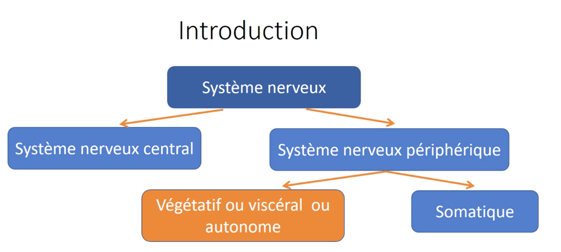 Introduction
Système nerveux
Système nerveux central
Système nerveux périphérique
Végétatif ou viscéral ou
autonome
Somatique